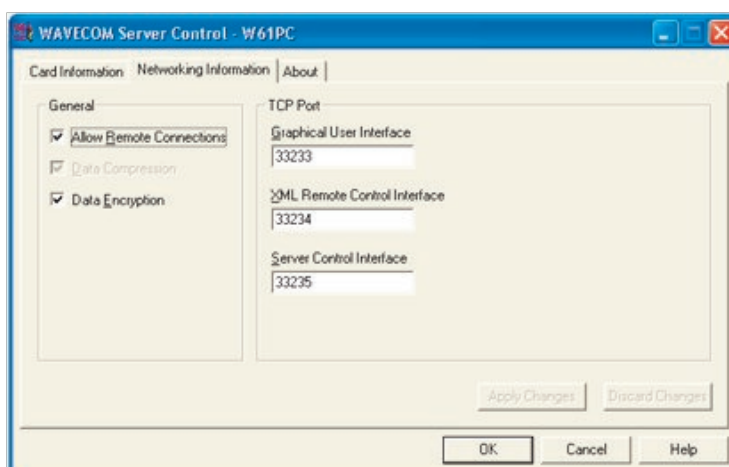 WAVECOM Server Control - W61PC
Card Information Networking Information About
General
Allow Remote Connections
Data Compression
Data Encryption
TCP Port
Graphical User Interface
33233
XML Remote Control Interface
33234
Server Control Interface
33235
Apply Changes Discard Changes
OK Cancel Help